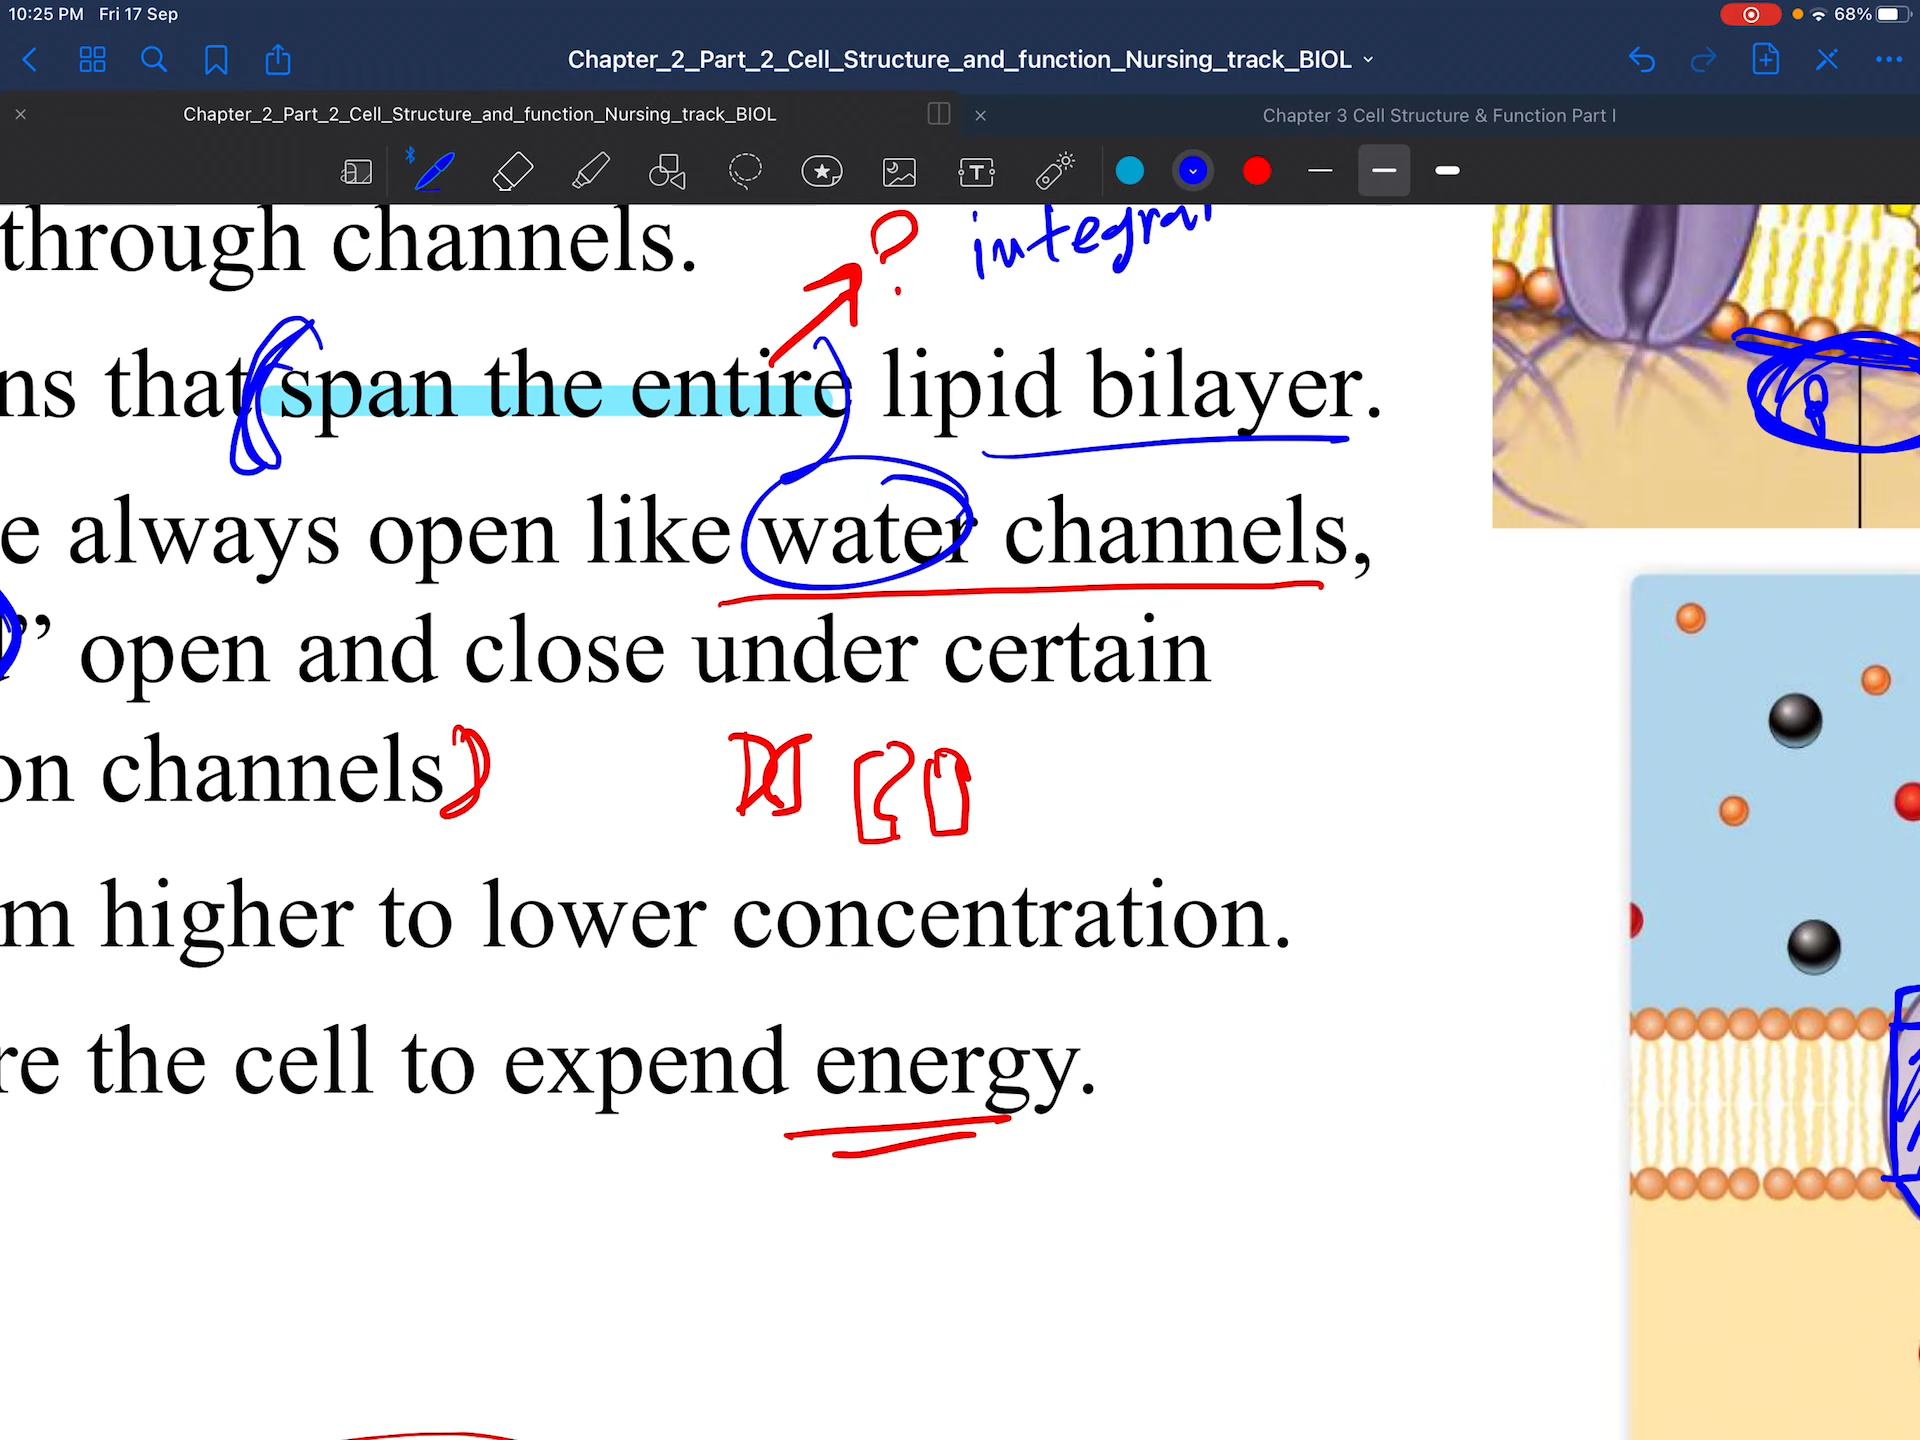 10:25 PM Fri 17 Sep
68%
Chapter_2_Part_2_Cell_Structure_and_function_Nursing_track_BIOL
Chapter_2_Part_2_Cell_Structure_and_function_Nursing_track_BIOL
Chapter 3 Cell Structure & Function Part I
through channels.
? integral
ns that span the entire lipid bilayer.
e always open like water channels,
” open and close under certain
on channels)
m higher to lower concentration.
re the cell to expend energy.